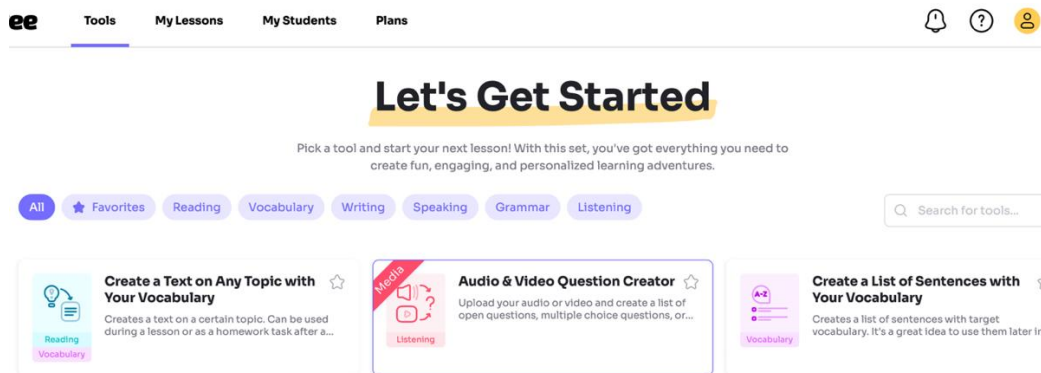 ee Tools My Lessons My Students Plans
Let's Get Started
Pick a tool and start your next lesson! With this set, you've got everything you need to
create fun, engaging, and personalized learning adventures.
All Favorites Reading Vocabulary Writing Speaking Grammar Listening Search for tools...
Media
Create a Text on Any Topic with
Your Vocabulary
Creates a text on a certain topic. Can be used
during a lesson or as a homework task after a...
Reading
Vocabulary
Audio & Video Question Creator
Upload your audio or video and create a list of
open questions, multiple choice questions, or...
Listening
A-Z
Create a List of Sentences with
Your Vocabulary
Creates a list of sentences with target
vocabulary. It's a great idea to use them later in
Vocabulary